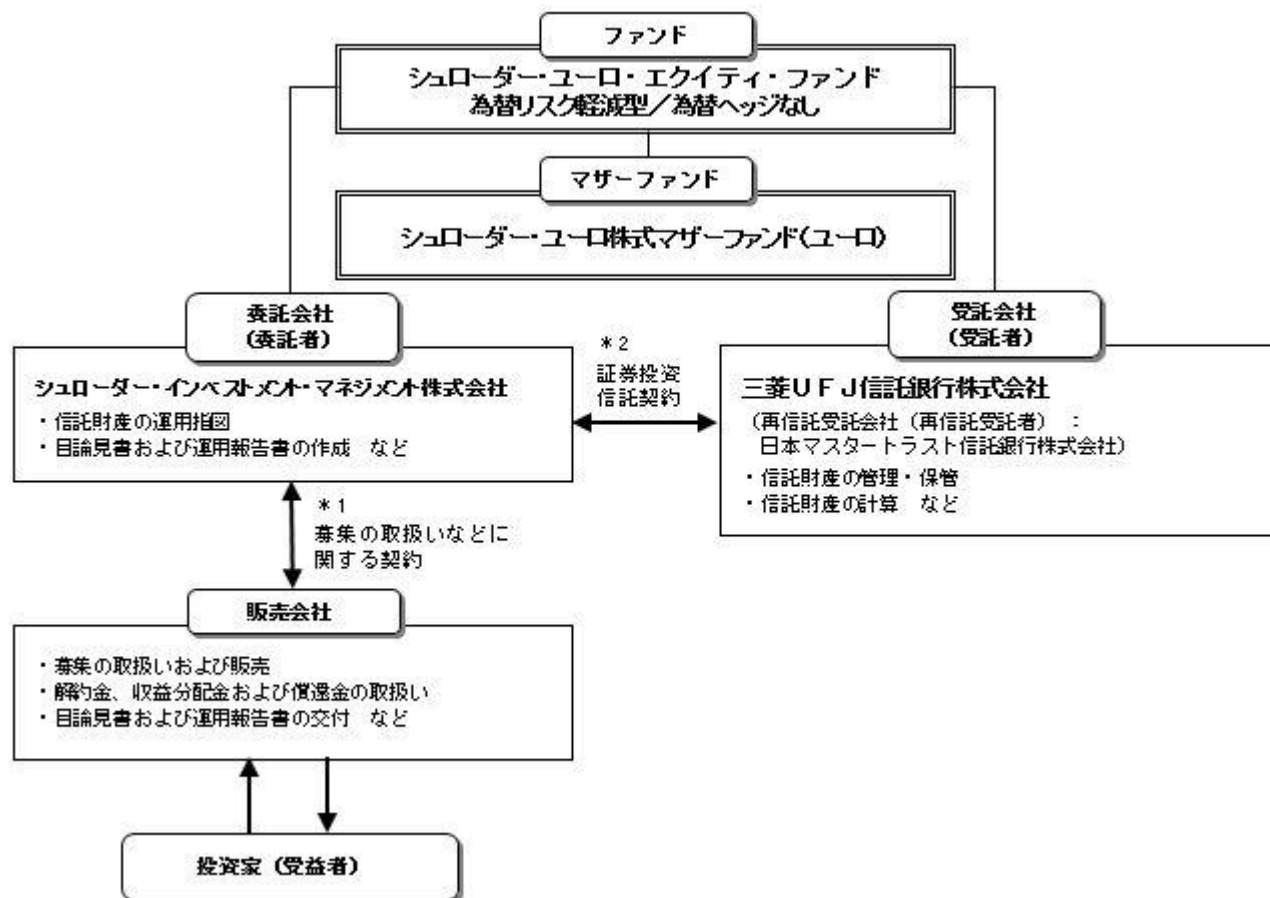 ファンド
シュローダー・ユーロ・エクイティ・ファンド
為替リスク軽減型／為替ヘッジなし
マザーファンド
シュローダー・ユーロ株式マザーファンド（ユーロ）
委託会社
（委託者）
シュローダー・インベストメント・マネジメント株式会社
・信託財産の運用指図
・目論見書および運用報告書の作成　など
＊2
証券投資
信託契約
受託会社
（受託者）
三菱ＵＦＪ信託銀行株式会社
（再信託受託会社（再信託受託者）：
日本マスタートラスト信託銀行株式会社）
・信託財産の管理・保管
・信託財産の計算　など
＊1
募集の取扱いなどに
関する契約
販売会社
・募集の取扱いおよび販売
・解約金、収益分配金および償還金の取扱い
・目論見書および運用報告書の交付　など
投資家（受益者）